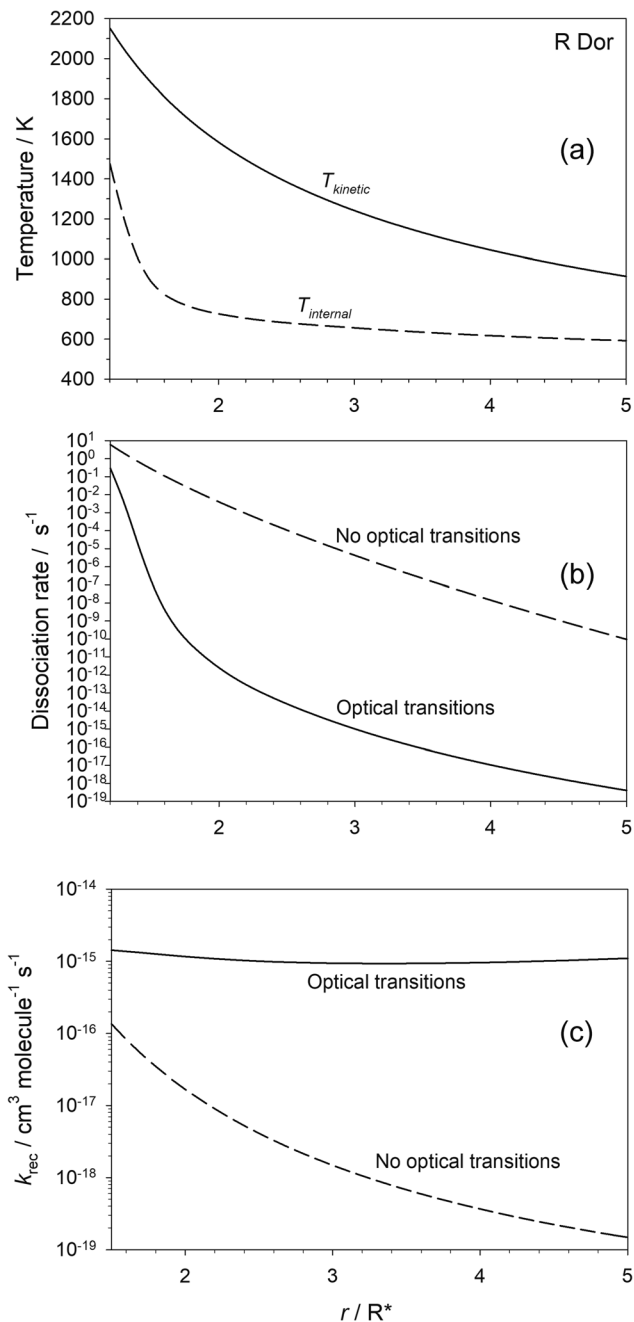 2200
R Dor
2000
1800
1600
(a)
1400
T_kinetic
1200
1000
800
T_internal
600
400
Temperature / K
2 3 4 5
10^1
10^0
10^-1
10^-2
10^-3
10^-4
10^-5
No optical transitions
10^-6
10^-7
(b)
10^-8
10^-9
10^-10
10^-11
10^-12
10^-13
10^-14
Optical transitions
10^-15
10^-16
10^-17
10^-18
10^-19
Dissociation rate / s^-1
2 3 4 5
10^-14
10^-15
Optical transitions
10^-16
(c)
10^-17
10^-18
No optical transitions
10^-19
k_rec / cm^3 molecule^-1 s^-1
2 3 4 5
r / R*